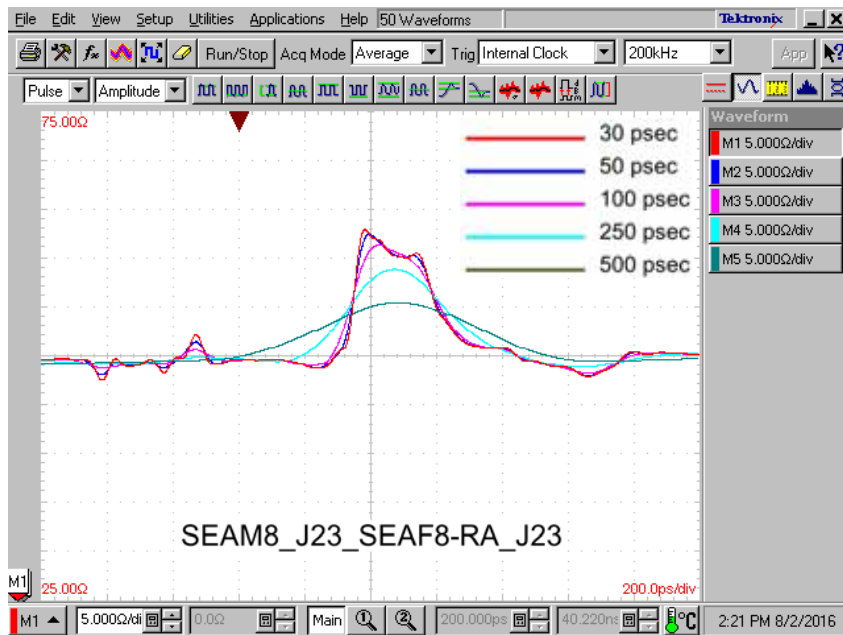 File Edit View Setup Utilities Applications Help 50 Waveforms Tektronix
Run/Stop Acq Mode Average Trig Internal Clock 200kHz App
Pulse Amplitude
75.00Ω
30 psec
50 psec
100 psec
250 psec
500 psec
Waveform
M1 5.000Ω/div
M2 5.000Ω/div
M3 5.000Ω/div
M4 5.000Ω/div
M5 5.000Ω/div
SEAM8_J23_SEAF8-RA_J23
M1
25.00Ω 200.0ps/div
M1 5.000Ω/di 0.0Ω Main 200.000ps 40.220ns °C 2:21 PM 8/2/2016